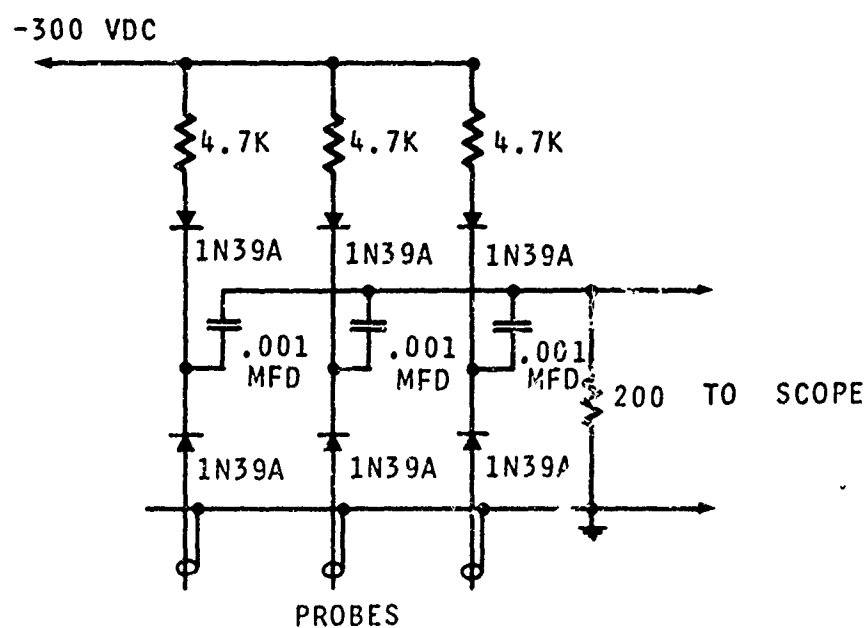 -300 VDC
4.7K 4.7K 4.7K
1N39A 1N39A 1N39A
.001 MFD .001 MFD .001 MFD
200 TO SCOPE
1N39A 1N39A 1N39A
PROBES